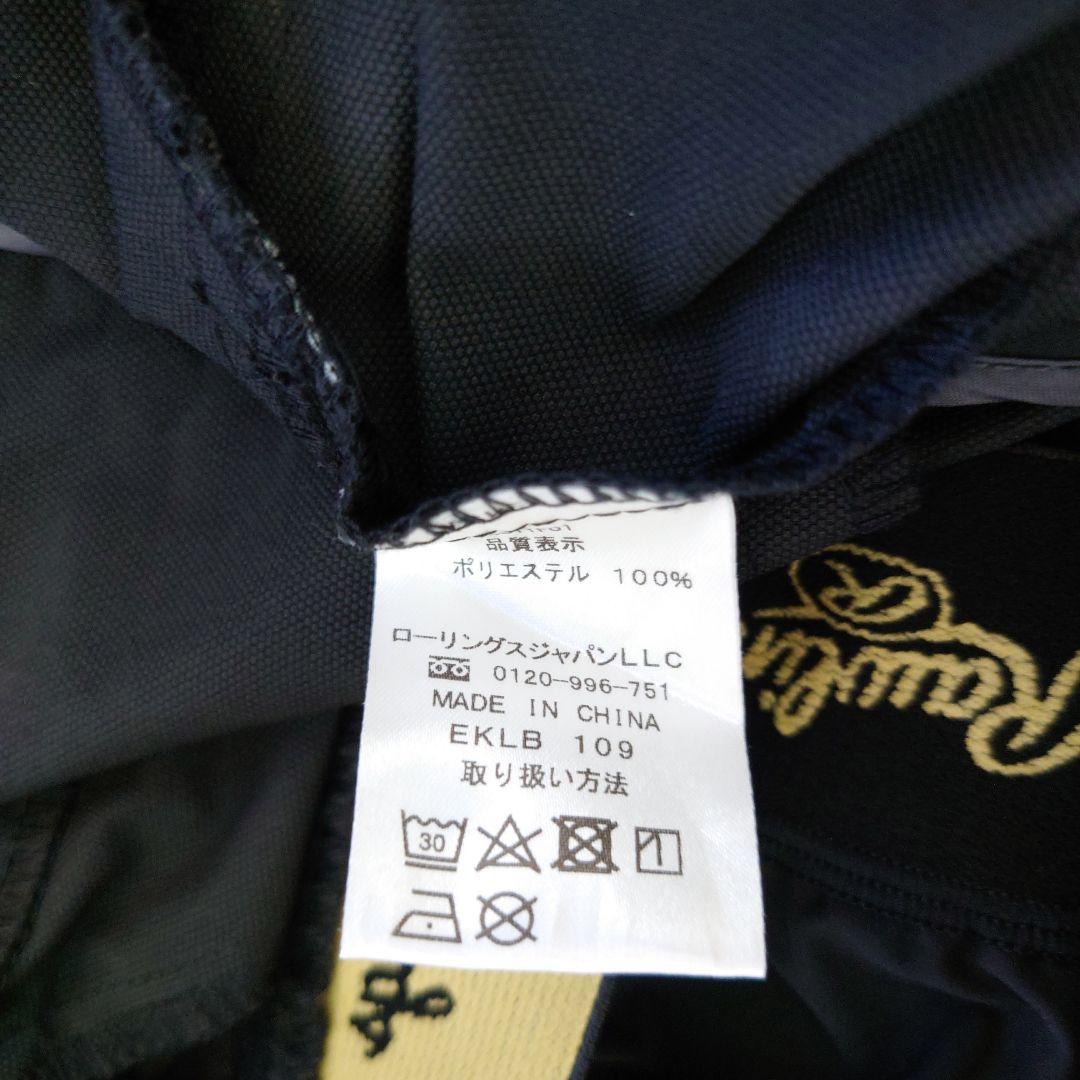 品質表示
ポリエステル 100%
ローリングスジャパンLLC
0120-996-751
MADE IN CHINA
EKLB 109
取り扱い方法
30
R
Rawlin